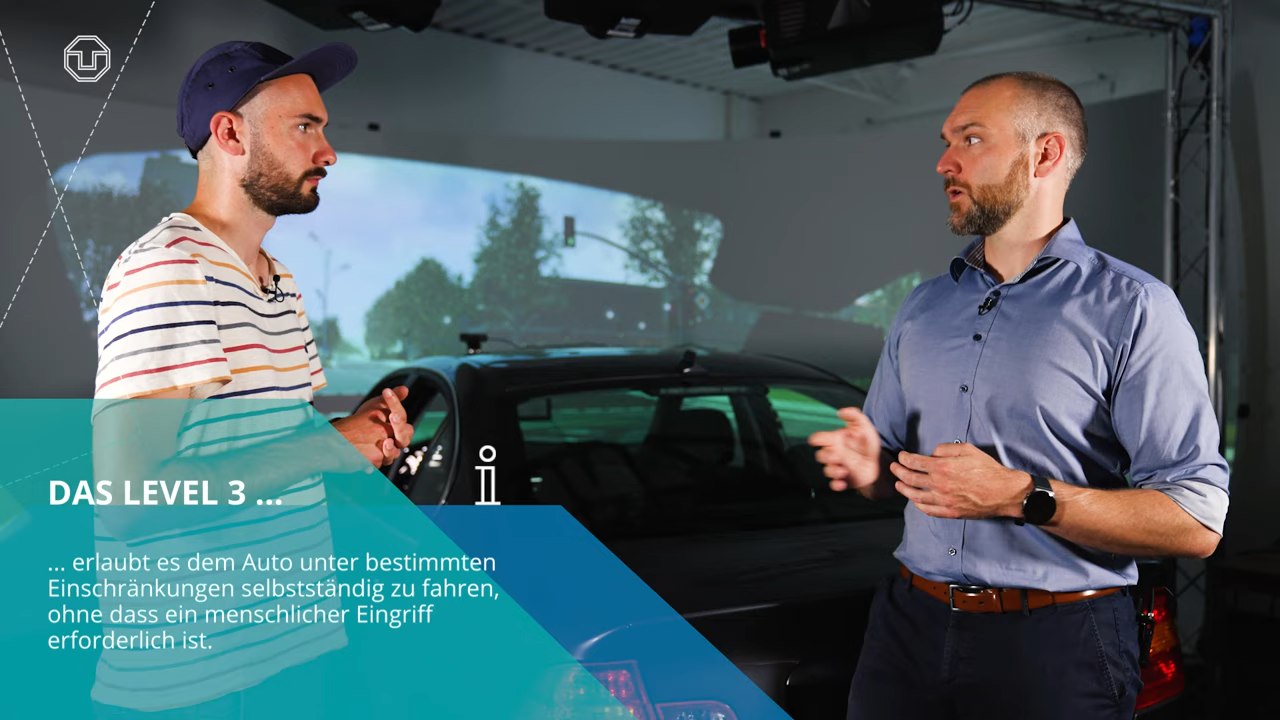 DAS LEVEL 3 ...
i
... erlaubt es dem Auto unter bestimmten
Einschränkungen selbstständig zu fahren,
ohne dass ein menschlicher Eingriff
erforderlich ist.